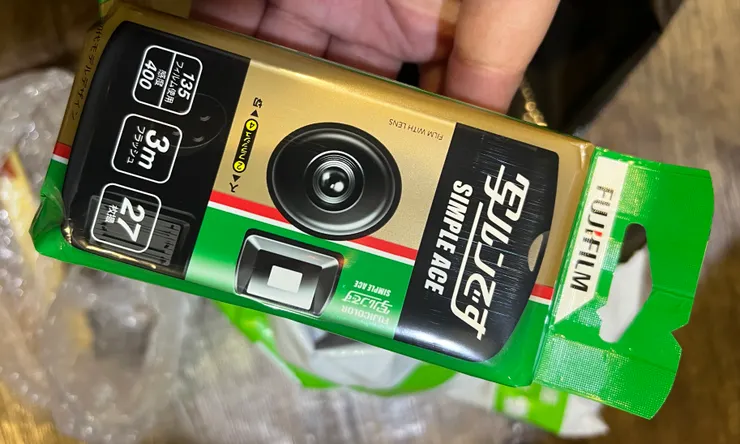 FUJIFILM
写ルンです
SIMPLE ACE
FILM WITH LENS
FUJICOLOR
写ルンです
SIMPLE ACE
135
フィルム使用
感度
400
3m
フラッシュ
27
枚撮